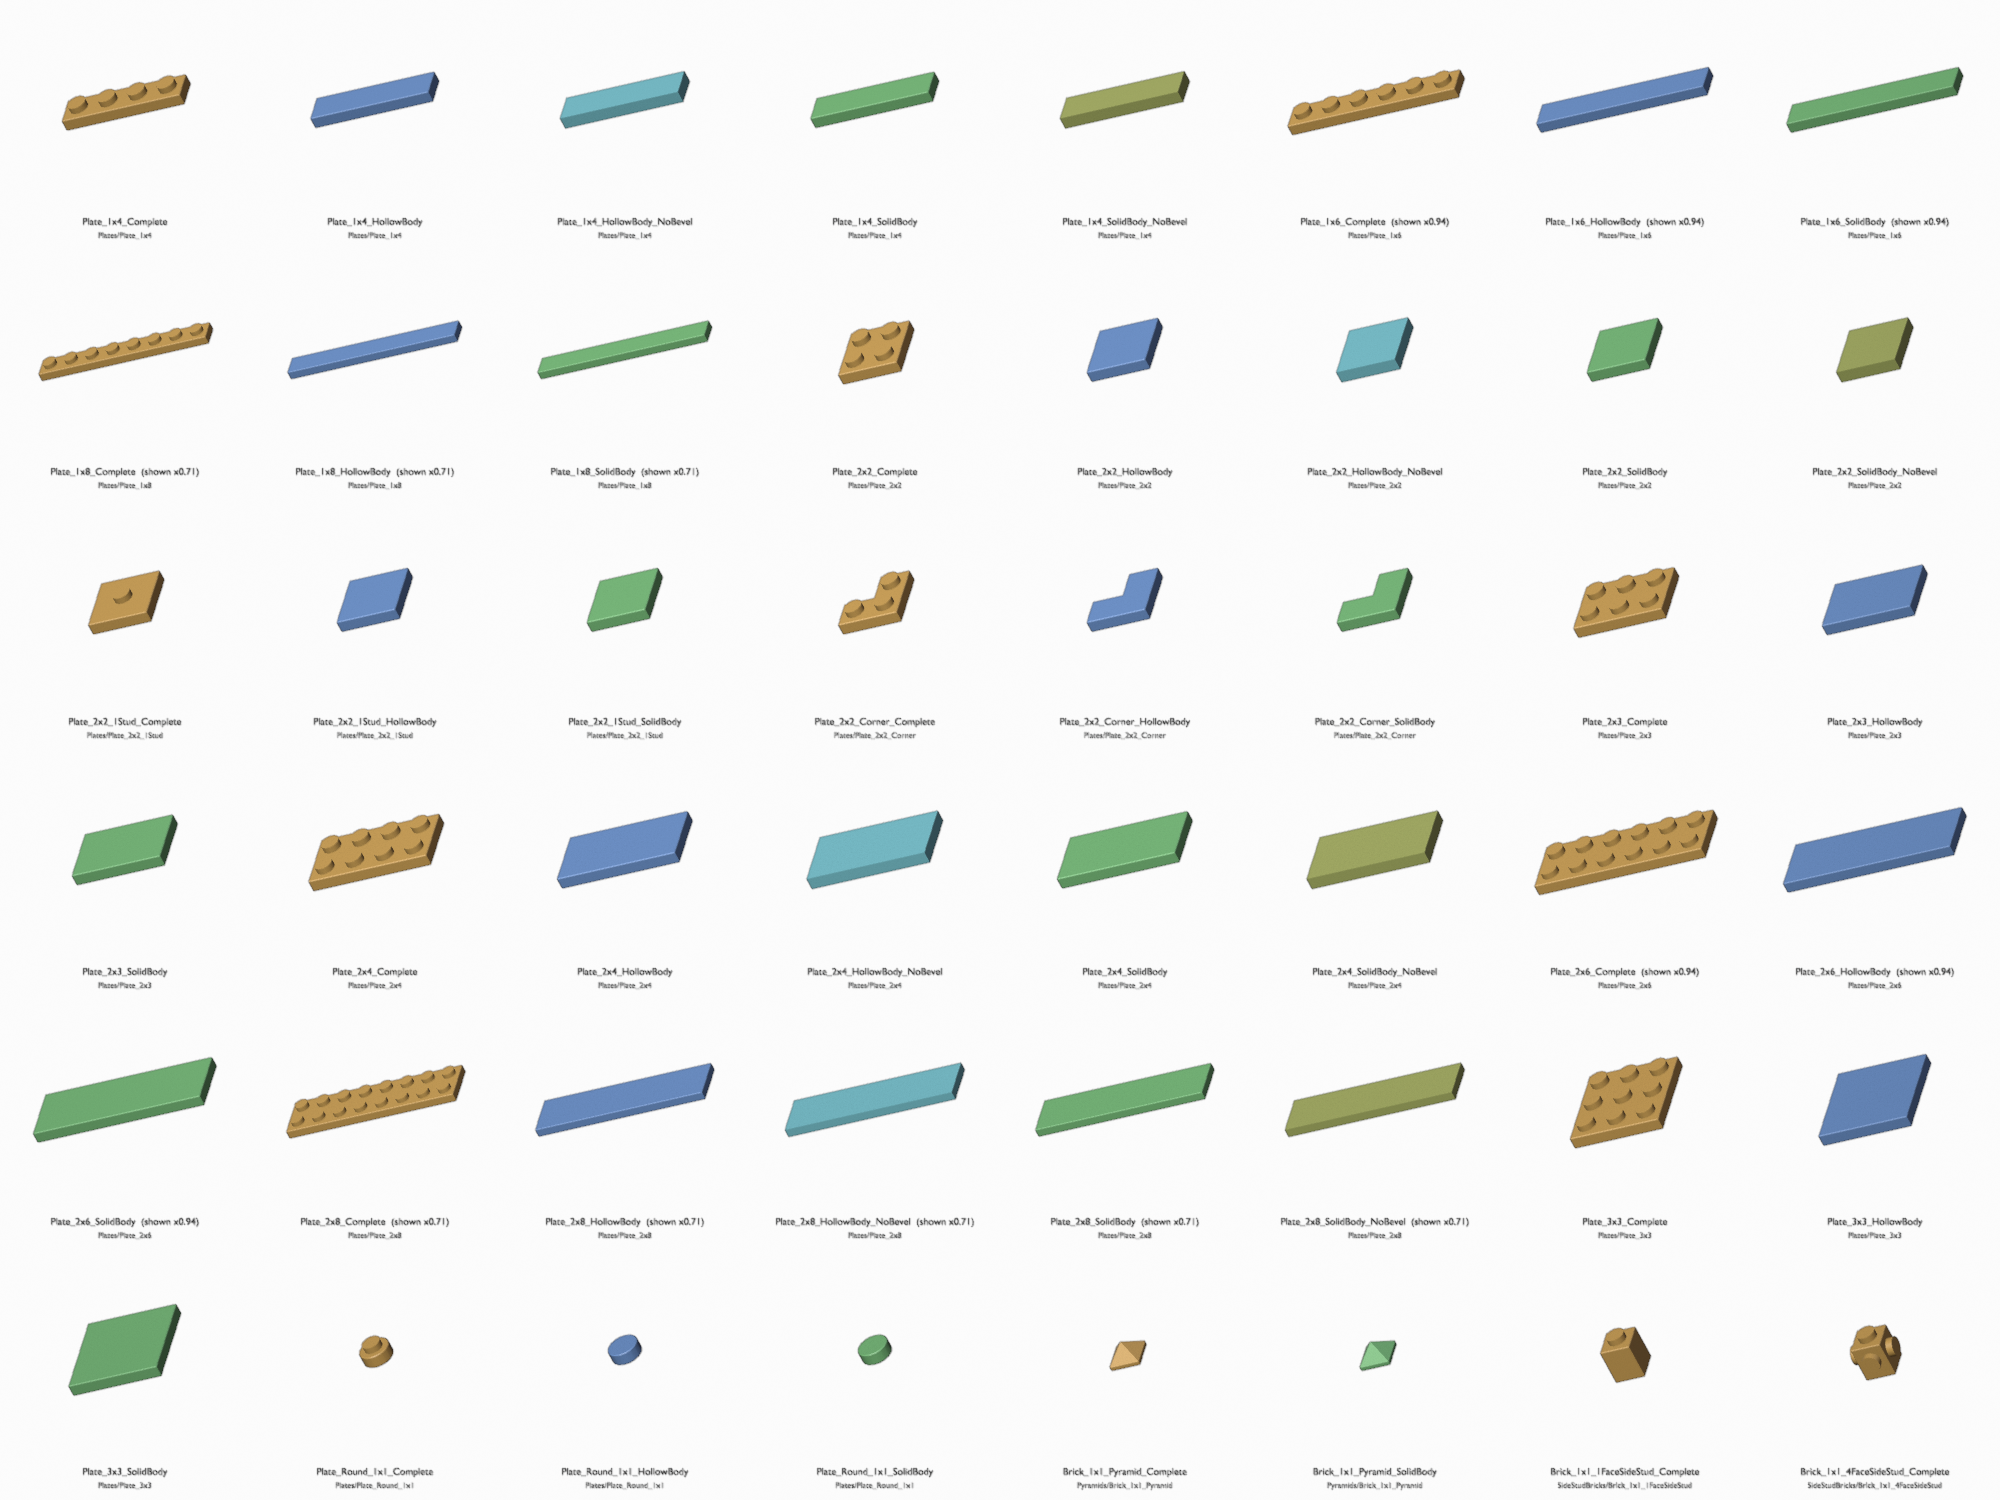 Plate_1x4_Complete
Plates/Plate_1x4
Plate_1x4_HollowBody
Plates/Plate_1x4
Plate_1x4_HollowBody_NoBevel
Plates/Plate_1x4
Plate_1x4_SolidBody
Plates/Plate_1x4
Plate_1x4_SolidBody_NoBevel
Plates/Plate_1x4
Plate_1x6_Complete (shown x0.94)
Plates/Plate_1x6
Plate_1x6_HollowBody (shown x0.94)
Plates/Plate_1x6
Plate_1x6_SolidBody (shown x0.94)
Plates/Plate_1x6
Plate_1x8_Complete (shown x0.71)
Plates/Plate_1x8
Plate_1x8_HollowBody (shown x0.71)
Plates/Plate_1x8
Plate_1x8_SolidBody (shown x0.71)
Plates/Plate_1x8
Plate_2x2_Complete
Plates/Plate_2x2
Plate_2x2_HollowBody
Plates/Plate_2x2
Plate_2x2_HollowBody_NoBevel
Plates/Plate_2x2
Plate_2x2_SolidBody
Plates/Plate_2x2
Plate_2x2_SolidBody_NoBevel
Plates/Plate_2x2
Plate_2x2_1Stud_Complete
Plates/Plate_2x2_1Stud
Plate_2x2_1Stud_HollowBody
Plates/Plate_2x2_1Stud
Plate_2x2_1Stud_SolidBody
Plates/Plate_2x2_1Stud
Plate_2x2_Corner_Complete
Plates/Plate_2x2_Corner
Plate_2x2_Corner_HollowBody
Plates/Plate_2x2_Corner
Plate_2x2_Corner_SolidBody
Plates/Plate_2x2_Corner
Plate_2x3_Complete
Plates/Plate_2x3
Plate_2x3_HollowBody
Plates/Plate_2x3
Plate_2x3_SolidBody
Plates/Plate_2x3
Plate_2x4_Complete
Plates/Plate_2x4
Plate_2x4_HollowBody
Plates/Plate_2x4
Plate_2x4_HollowBody_NoBevel
Plates/Plate_2x4
Plate_2x4_SolidBody
Plates/Plate_2x4
Plate_2x4_SolidBody_NoBevel
Plates/Plate_2x4
Plate_2x6_Complete (shown x0.94)
Plates/Plate_2x6
Plate_2x6_HollowBody (shown x0.94)
Plates/Plate_2x6
Plate_2x6_SolidBody (shown x0.94)
Plates/Plate_2x6
Plate_2x8_Complete (shown x0.71)
Plates/Plate_2x8
Plate_2x8_HollowBody (shown x0.71)
Plates/Plate_2x8
Plate_2x8_HollowBody_NoBevel (shown x0.71)
Plates/Plate_2x8
Plate_2x8_SolidBody (shown x0.71)
Plates/Plate_2x8
Plate_2x8_SolidBody_NoBevel (shown x0.71)
Plates/Plate_2x8
Plate_3x3_Complete
Plates/Plate_3x3
Plate_3x3_HollowBody
Plates/Plate_3x3
Plate_3x3_SolidBody
Plates/Plate_3x3
Plate_Round_1x1_Complete
Plates/Plate_Round_1x1
Plate_Round_1x1_HollowBody
Plates/Plate_Round_1x1
Plate_Round_1x1_SolidBody
Plates/Plate_Round_1x1
Brick_1x1_Pyramid_Complete
Pyramids/Brick_1x1_Pyramid
Brick_1x1_Pyramid_SolidBody
Pyramids/Brick_1x1_Pyramid
Brick_1x1_1FaceSideStud_Complete
SideStudBricks/Brick_1x1_1FaceSideStud
Brick_1x1_4FaceSideStud_Complete
SideStudBricks/Brick_1x1_4FaceSideStud